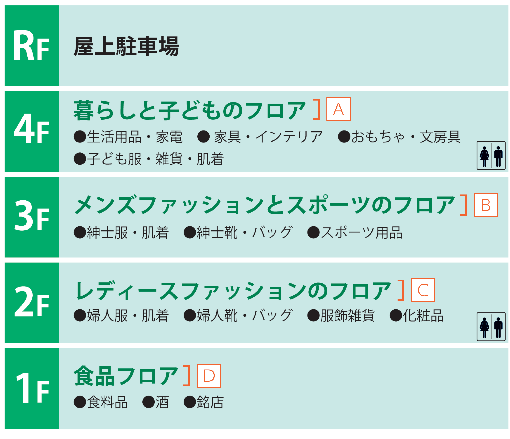 RF 屋上駐車場
4F 暮らしと子どものフロア ] A
●生活用品・家電 ●家具・インテリア ●おもちゃ・文房具
●子ども服・雑貨・肌着
3F メンズファッションとスポーツのフロア ] B
●紳士服・肌着 ●紳士靴・バッグ ●スポーツ用品
2F レディースファッションのフロア ] C
●婦人服・肌着 ●婦人靴・バッグ ●服飾雑貨 ●化粧品
1F 食品フロア ] D
●食料品 ●酒 ●銘店